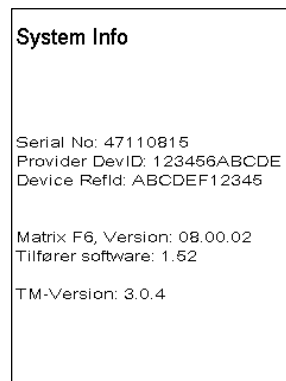 System Info
Serial No: 47110815
Provider DevID: 123456ABCDE
Device RefId: ABCDEF12345
Matrix F6, Version: 08.00.02
Tilfører software: 1.52
TM-Version: 3.0.4